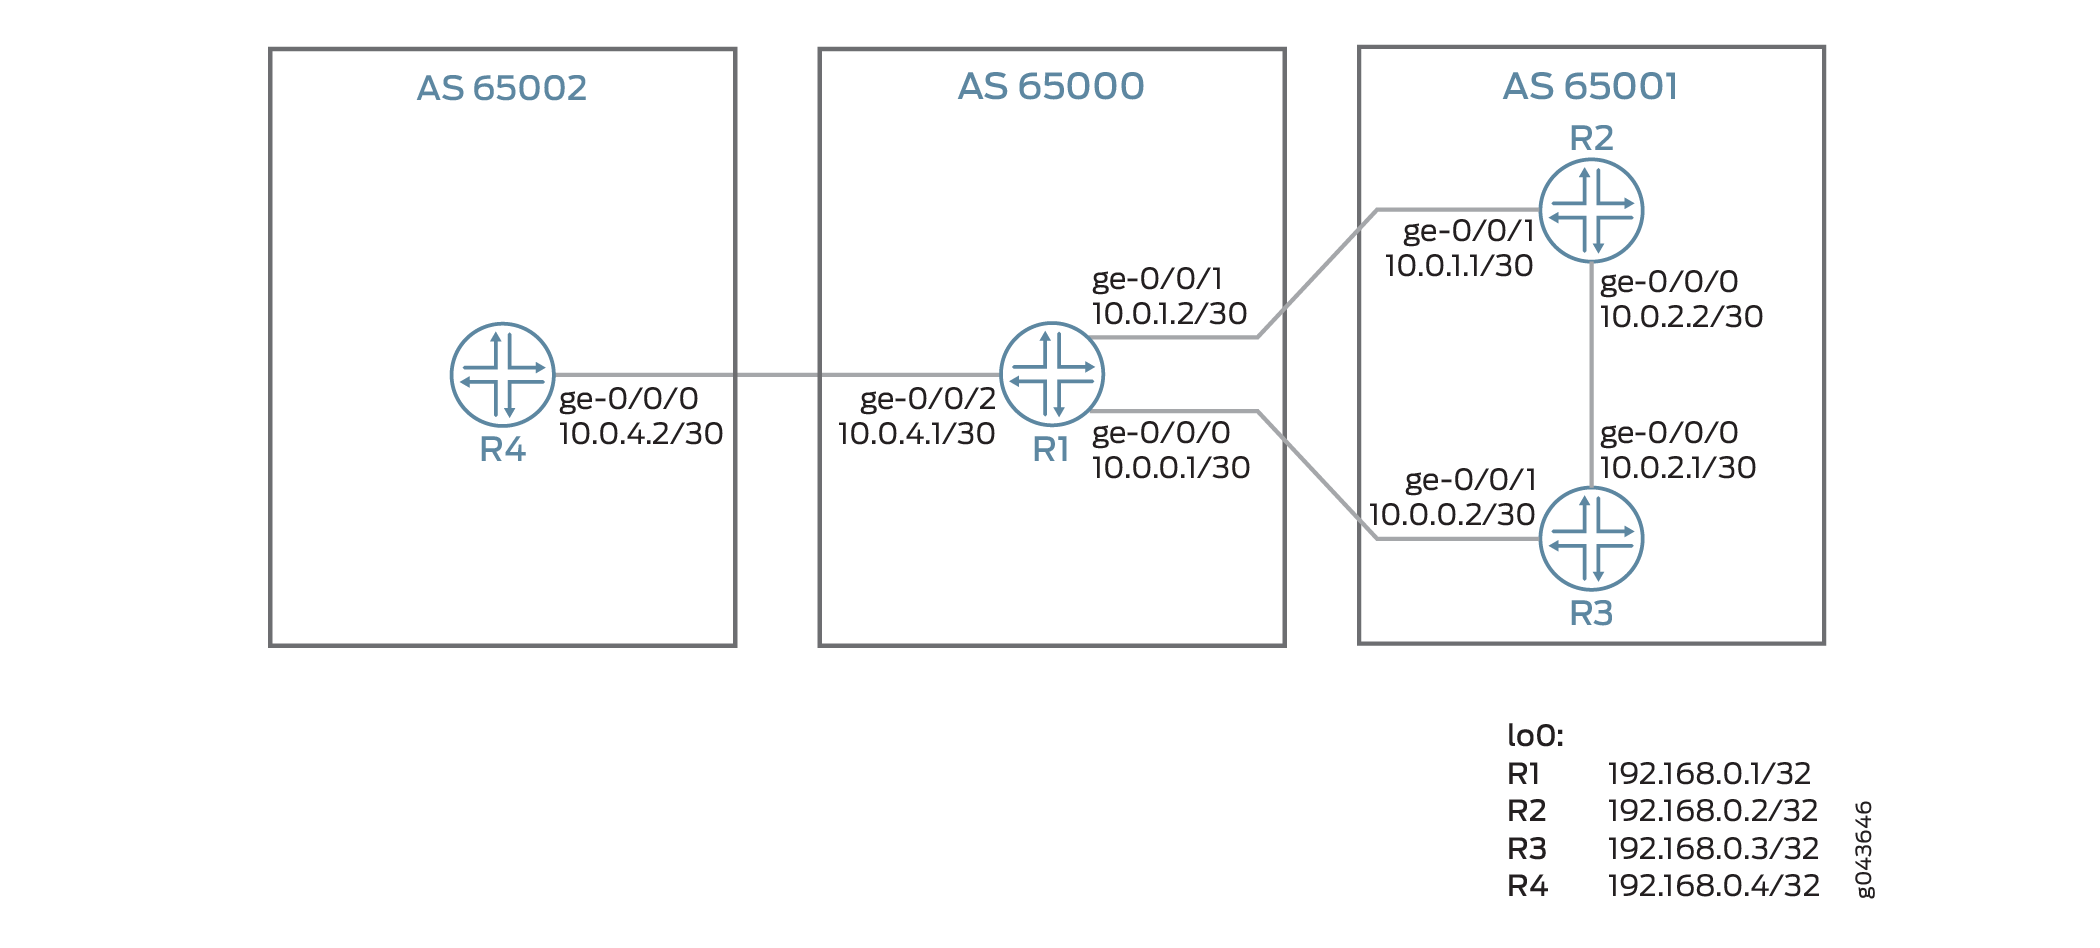 AS 65002
R4
ge-0/0/0
10.0.4.2/30
AS 65000
ge-0/0/2
10.0.4.1/30
R1
ge-0/0/1
10.0.1.2/30
ge-0/0/0
10.0.0.1/30
AS 65001
R2
ge-0/0/1
10.0.1.1/30
ge-0/0/0
10.0.2.2/30
ge-0/0/0
10.0.2.1/30
ge-0/0/1
10.0.0.2/30
R3
lo0:
R1 192.168.0.1/32
R2 192.168.0.2/32
R3 192.168.0.3/32
R4 192.168.0.4/32
g043646